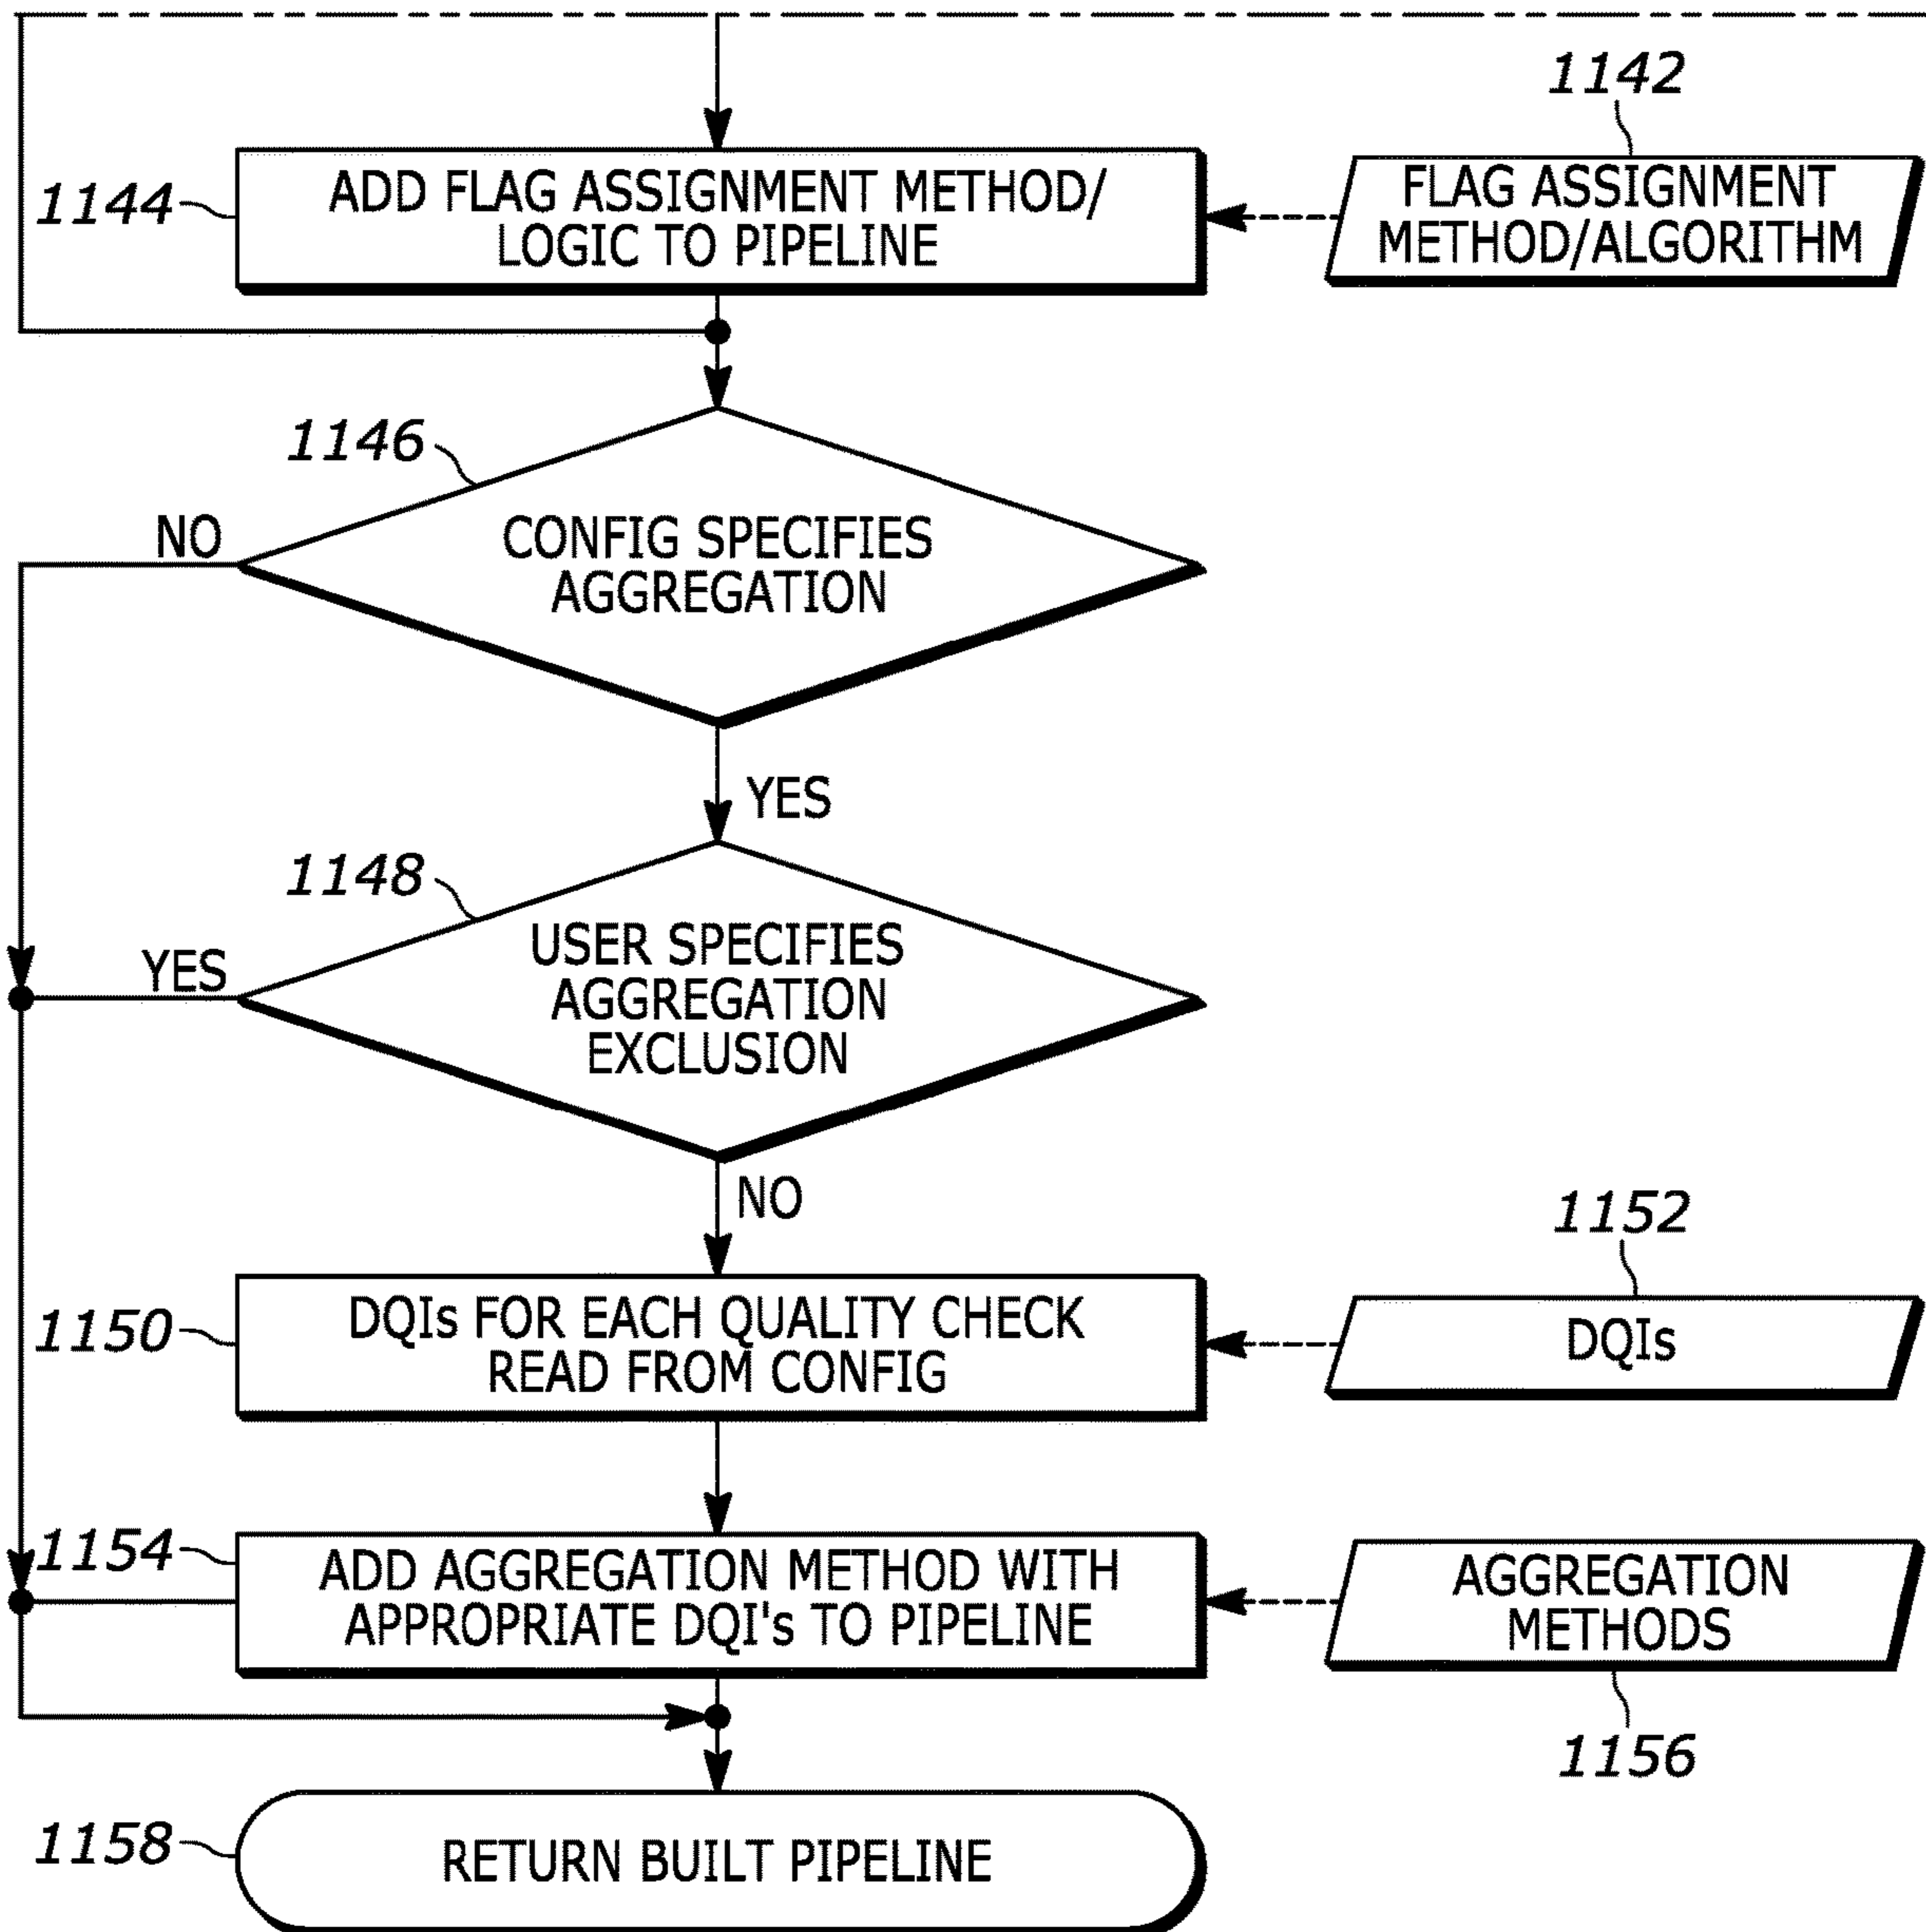 1142
1144
ADD FLAG ASSIGNMENT METHOD/
LOGIC TO PIPELINE
FLAG ASSIGNMENT
METHOD/ALGORITHM
1146
NO
CONFIG SPECIFIES
AGGREGATION
YES
1148
YES
USER SPECIFIES
AGGREGATION
EXCLUSION
NO
1152
1150
DQIs FOR EACH QUALITY CHECK
READ FROM CONFIG
DQIs
1154
ADD AGGREGATION METHOD WITH
APPROPRIATE DQI's TO PIPELINE
AGGREGATION
METHODS
1156
1158
RETURN BUILT PIPELINE